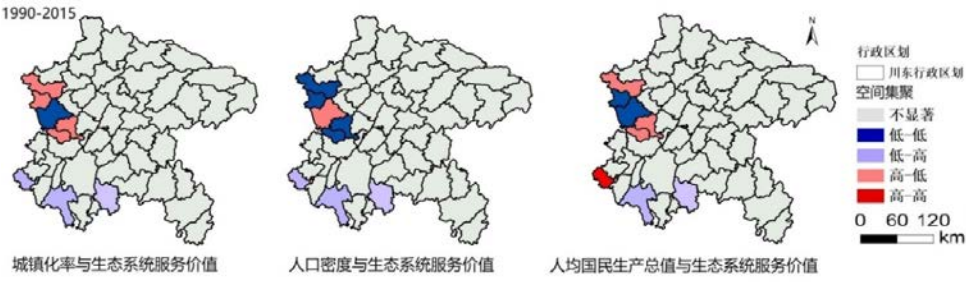 1990-2015
N
行政区划
川东行政区划
空间集聚
不显著
低-低
低-高
高-低
高-高
0 60 120
km
城镇化率与生态系统服务价值
人口密度与生态系统服务价值
人均国民生产总值与生态系统服务价值